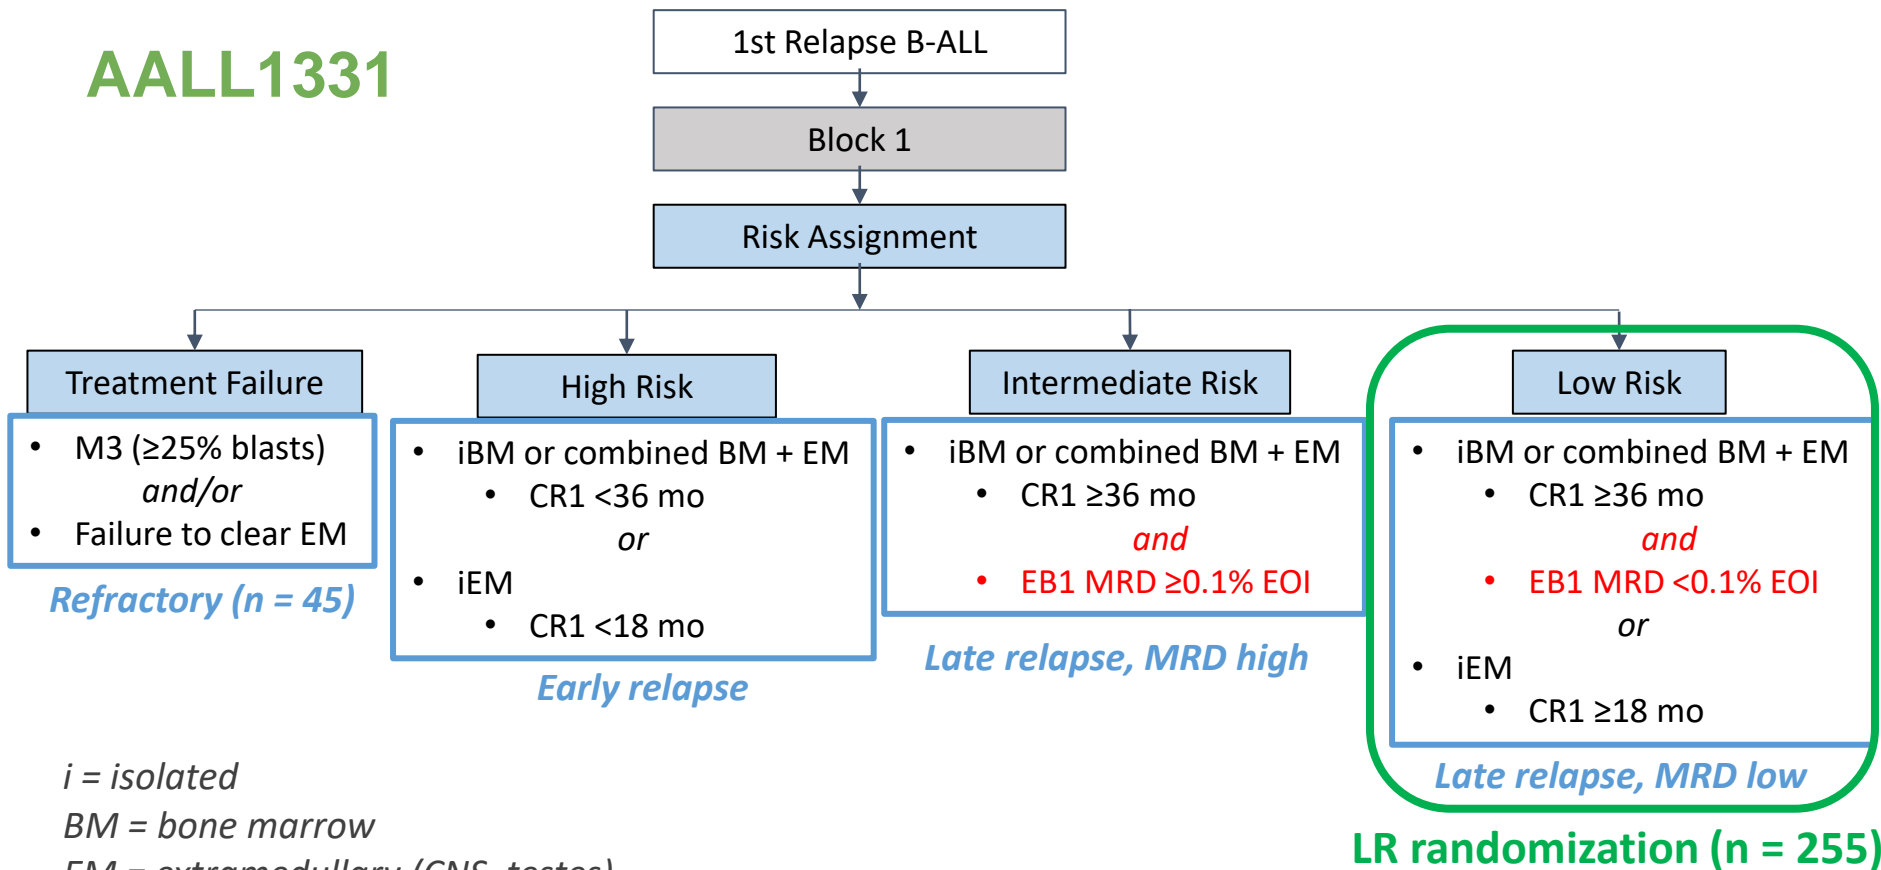 AALL1331
1st Relapse B-ALL
Block 1
Risk Assignment
Treatment Failure
• M3 (≥25% blasts)
and/or
• Failure to clear EM
Refractory (n = 45)
High Risk
• iBM or combined BM + EM
• CR1 <36 mo
or
• iEM
• CR1 <18 mo
Early relapse
Intermediate Risk
• iBM or combined BM + EM
• CR1 ≥36 mo
and
• EB1 MRD ≥0.1% EOI
Late relapse, MRD high
Low Risk
• iBM or combined BM + EM
• CR1 ≥36 mo
and
• EB1 MRD <0.1% EOI
or
• iEM
• CR1 ≥18 mo
Late relapse, MRD low
LR randomization (n = 255)
i = isolated
BM = bone marrow
EM = extramedullary (CNS, testes)